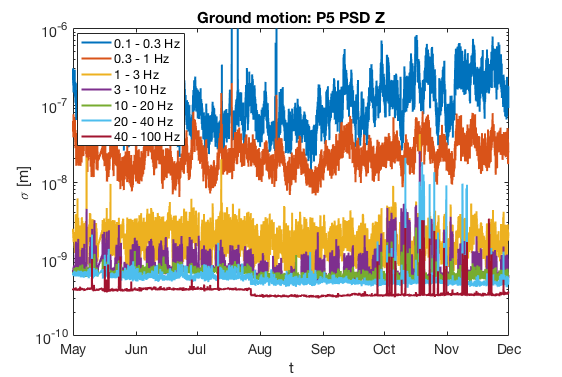 Ground motion: P5 PSD Z
10^-6
10^-7
10^-8
10^-9
10^-10
σ [m]
0.1 - 0.3 Hz
0.3 - 1 Hz
1 - 3 Hz
3 - 10 Hz
10 - 20 Hz
20 - 40 Hz
40 - 100 Hz
May Jun Jul Aug Sep Oct Nov Dec
t